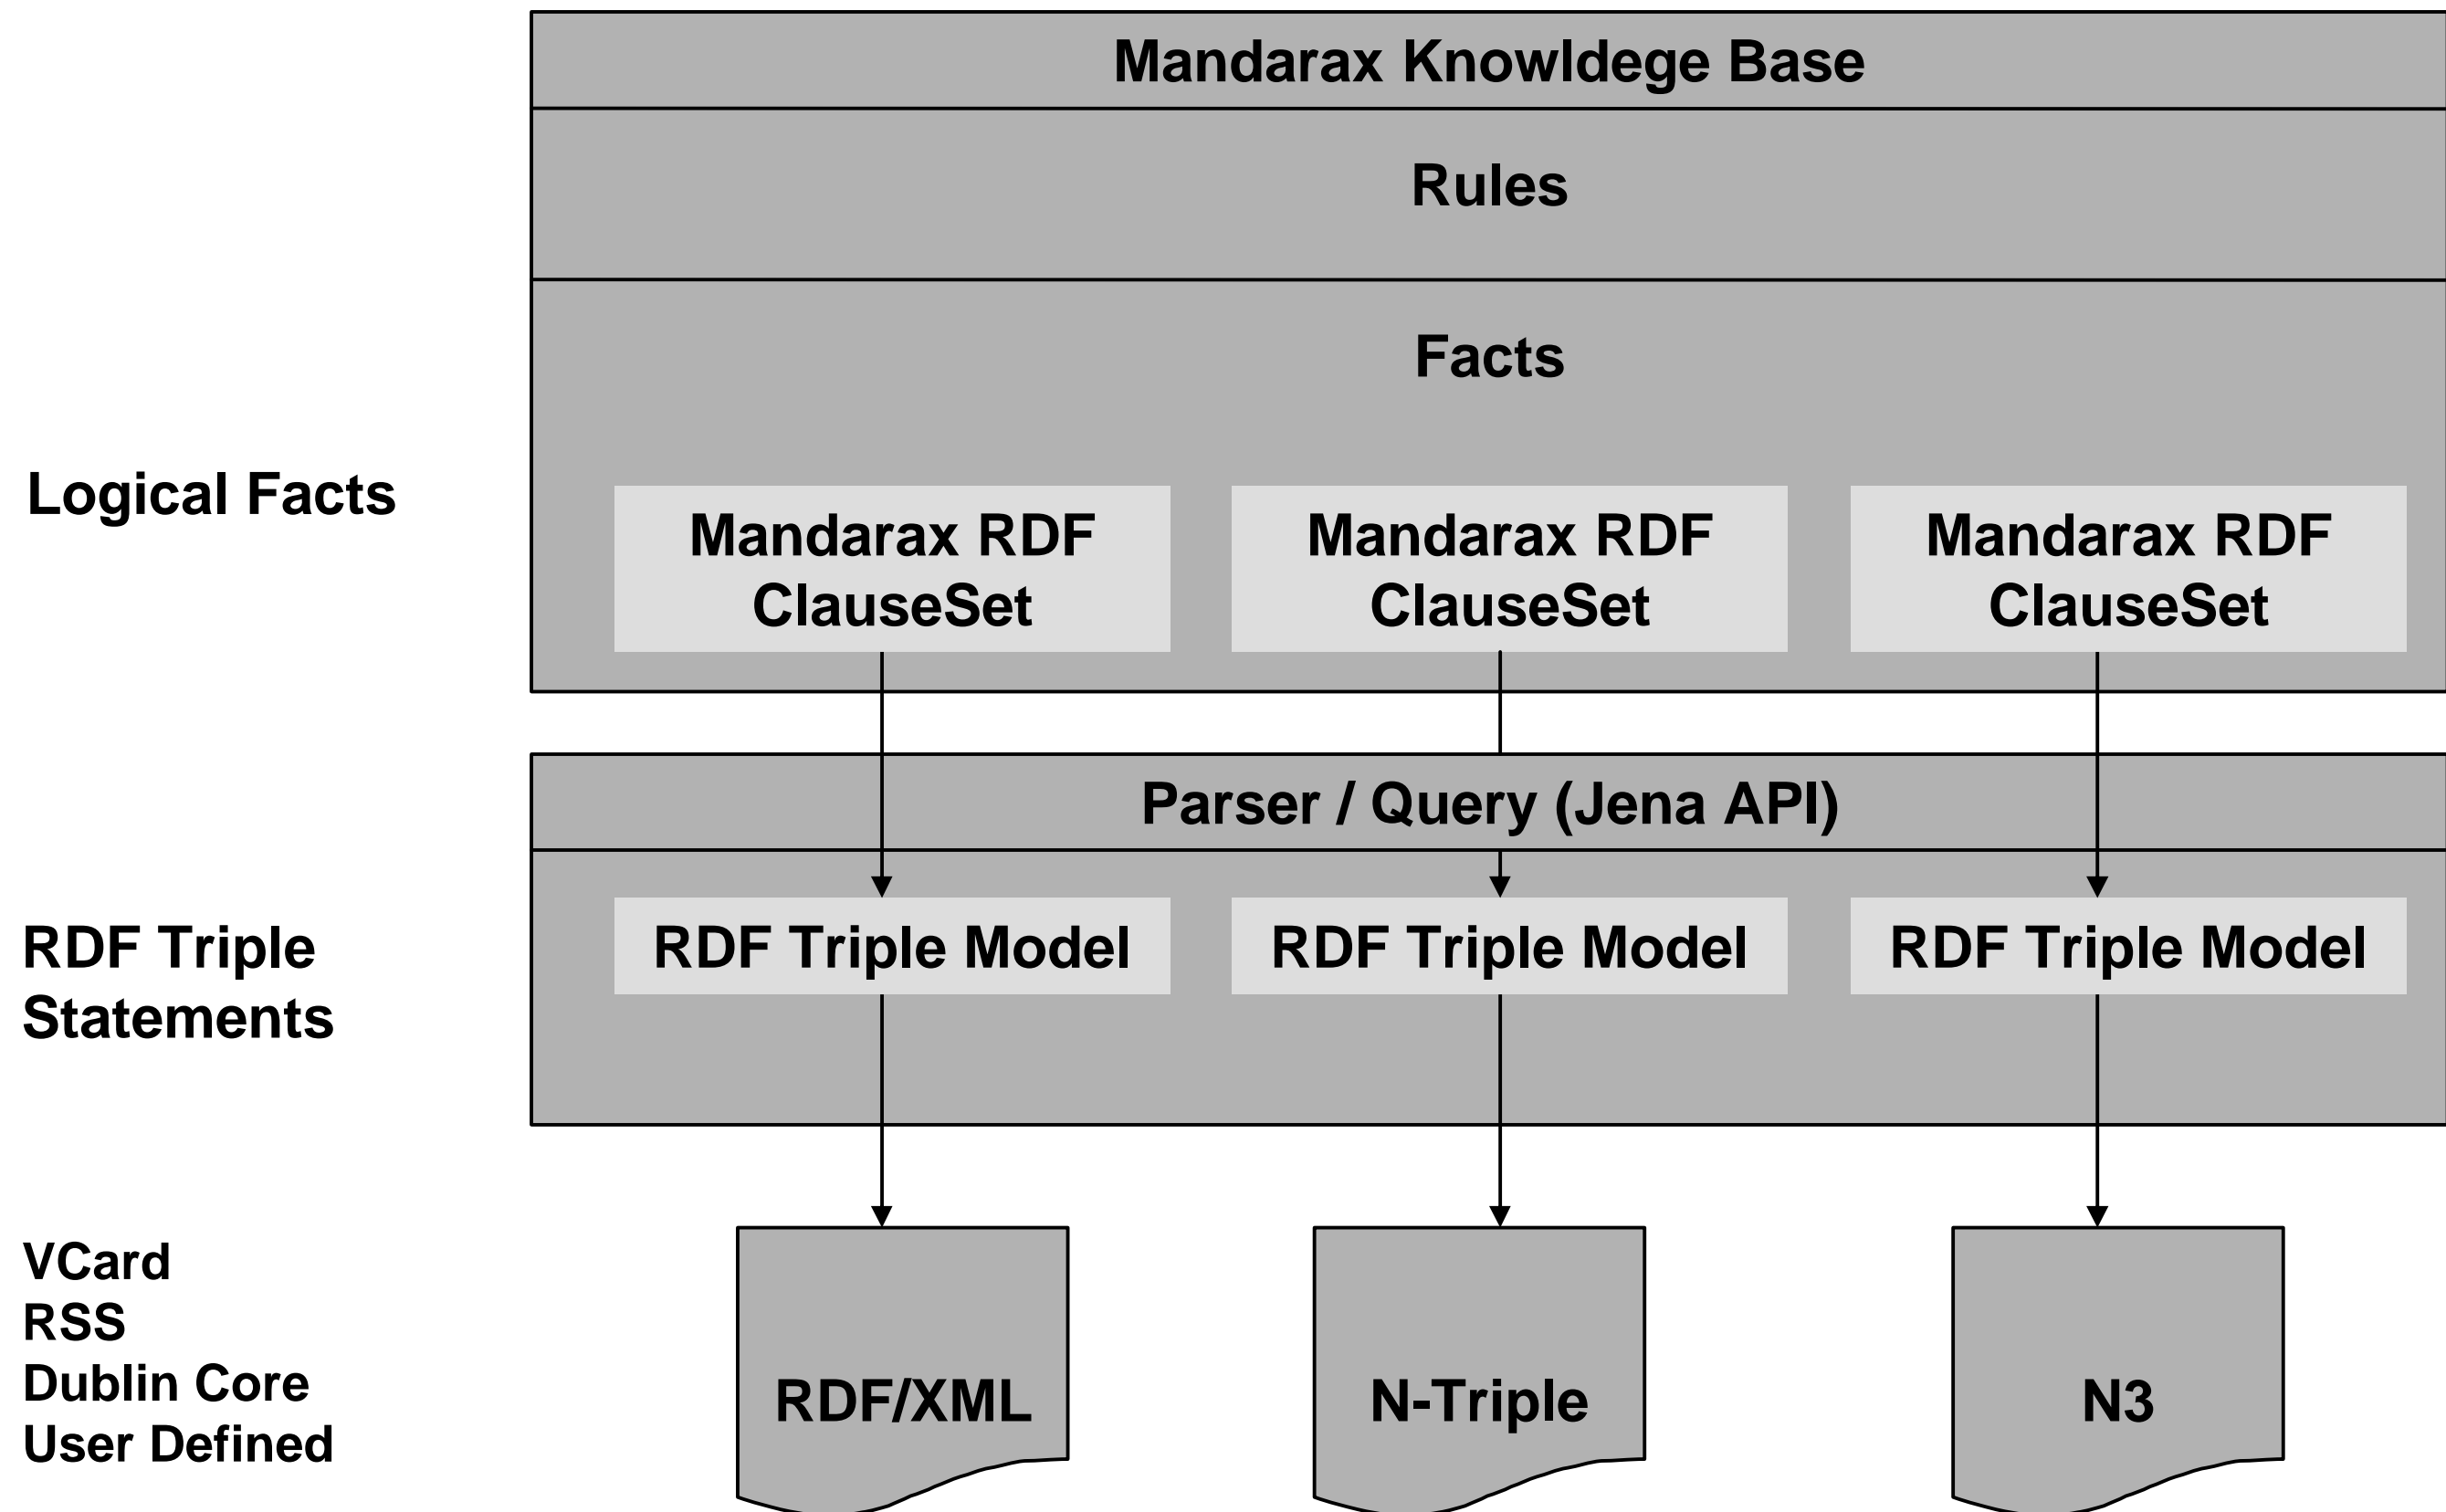 Mandarax Knowldege Base
Rules
Facts
Logical Facts
Mandarax RDF
ClauseSet
Mandarax RDF
ClauseSet
Mandarax RDF
ClauseSet
Parser / Query (Jena API)
RDF Triple
Statements
RDF Triple Model
RDF Triple Model
RDF Triple Model
VCard
RSS
Dublin Core
User Defined
RDF/XML
N-Triple
N3